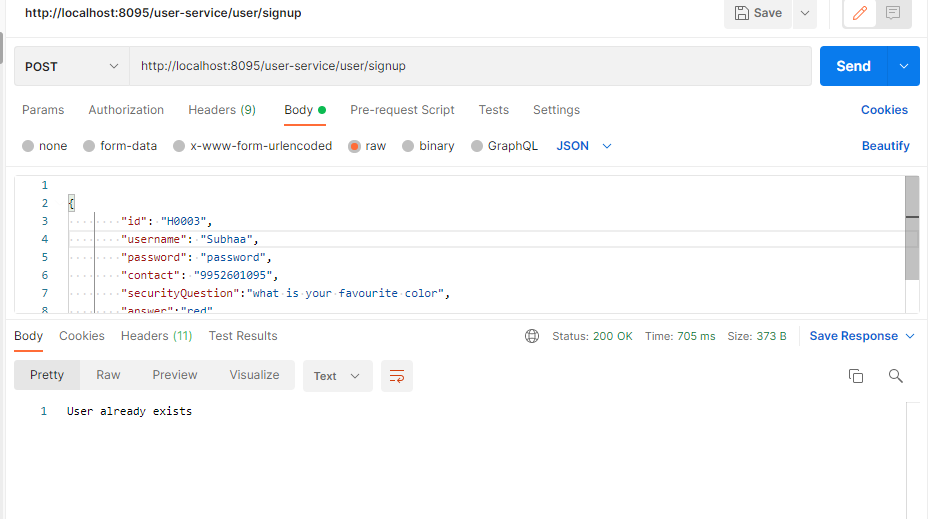 http://localhost:8095/user-service/user/signup
Save
POST
http://localhost:8095/user-service/user/signup
Send
Params Authorization Headers (9) Body Pre-request Script Tests Settings Cookies
none form-data x-www-form-urlencoded raw binary GraphQL JSON Beautify
1
2 {
3 "id": "H0003",
4 "username": "Subhaa",
5 "password": "password",
6 "contact": "9952601095",
7 "securityQuestion":"what is your favourite color",
8 "answer":"red"
Body Cookies Headers (11) Test Results Status: 200 OK Time: 705 ms Size: 373 B Save Response
Pretty Raw Preview Visualize Text
1 User already exists